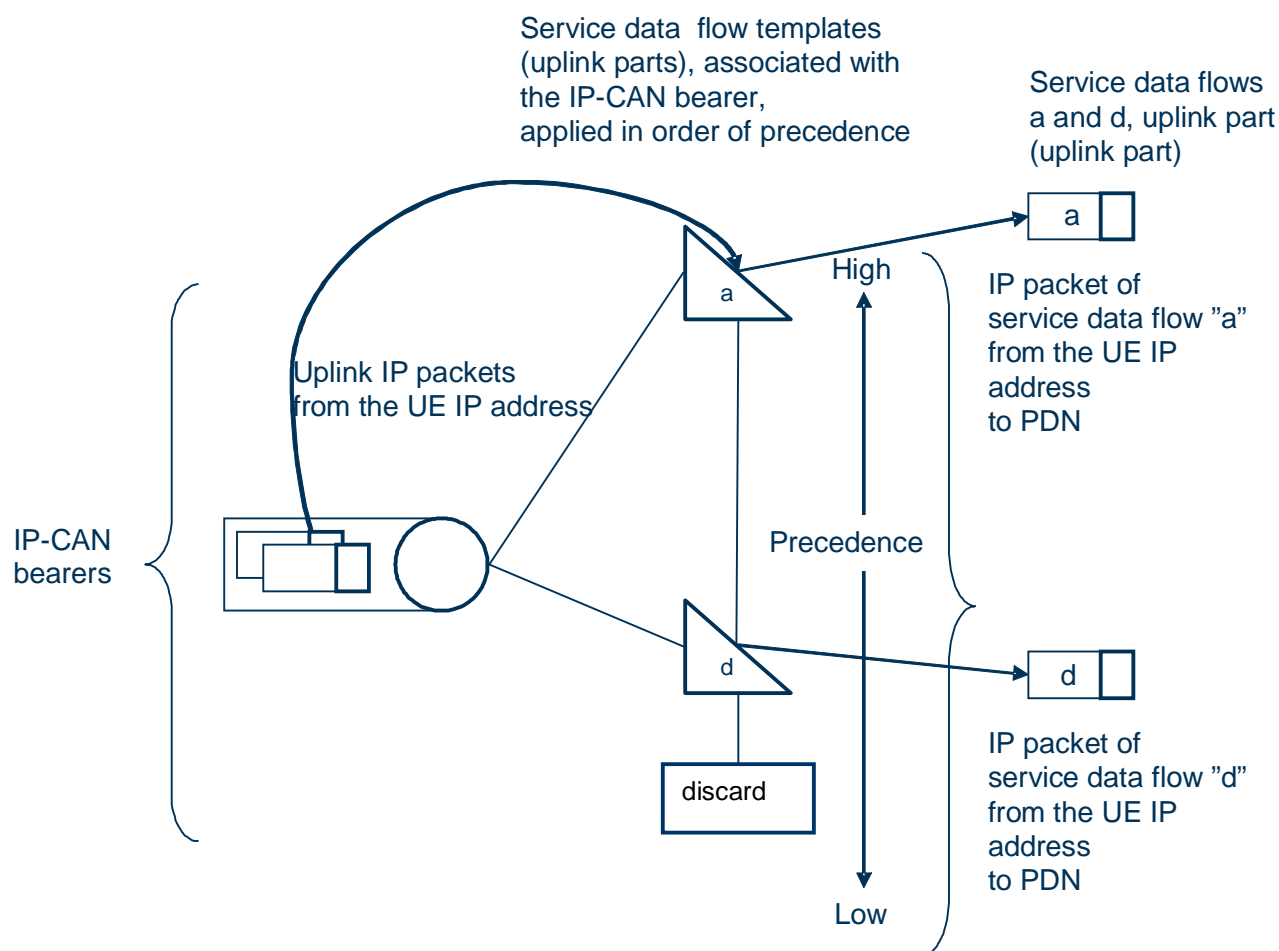 Service data flow templates
(uplink parts), associated with
the IP-CAN bearer,
applied in order of precedence
Service data flows
a and d, uplink part
(uplink part)
a
High
a
IP packet of
service data flow ”a”
from the UE IP
address
to PDN
Uplink IP packets
from the UE IP address
IP-CAN
bearers
Precedence
d
d
discard
IP packet of
service data flow ”d”
from the UE IP
address
to PDN
Low